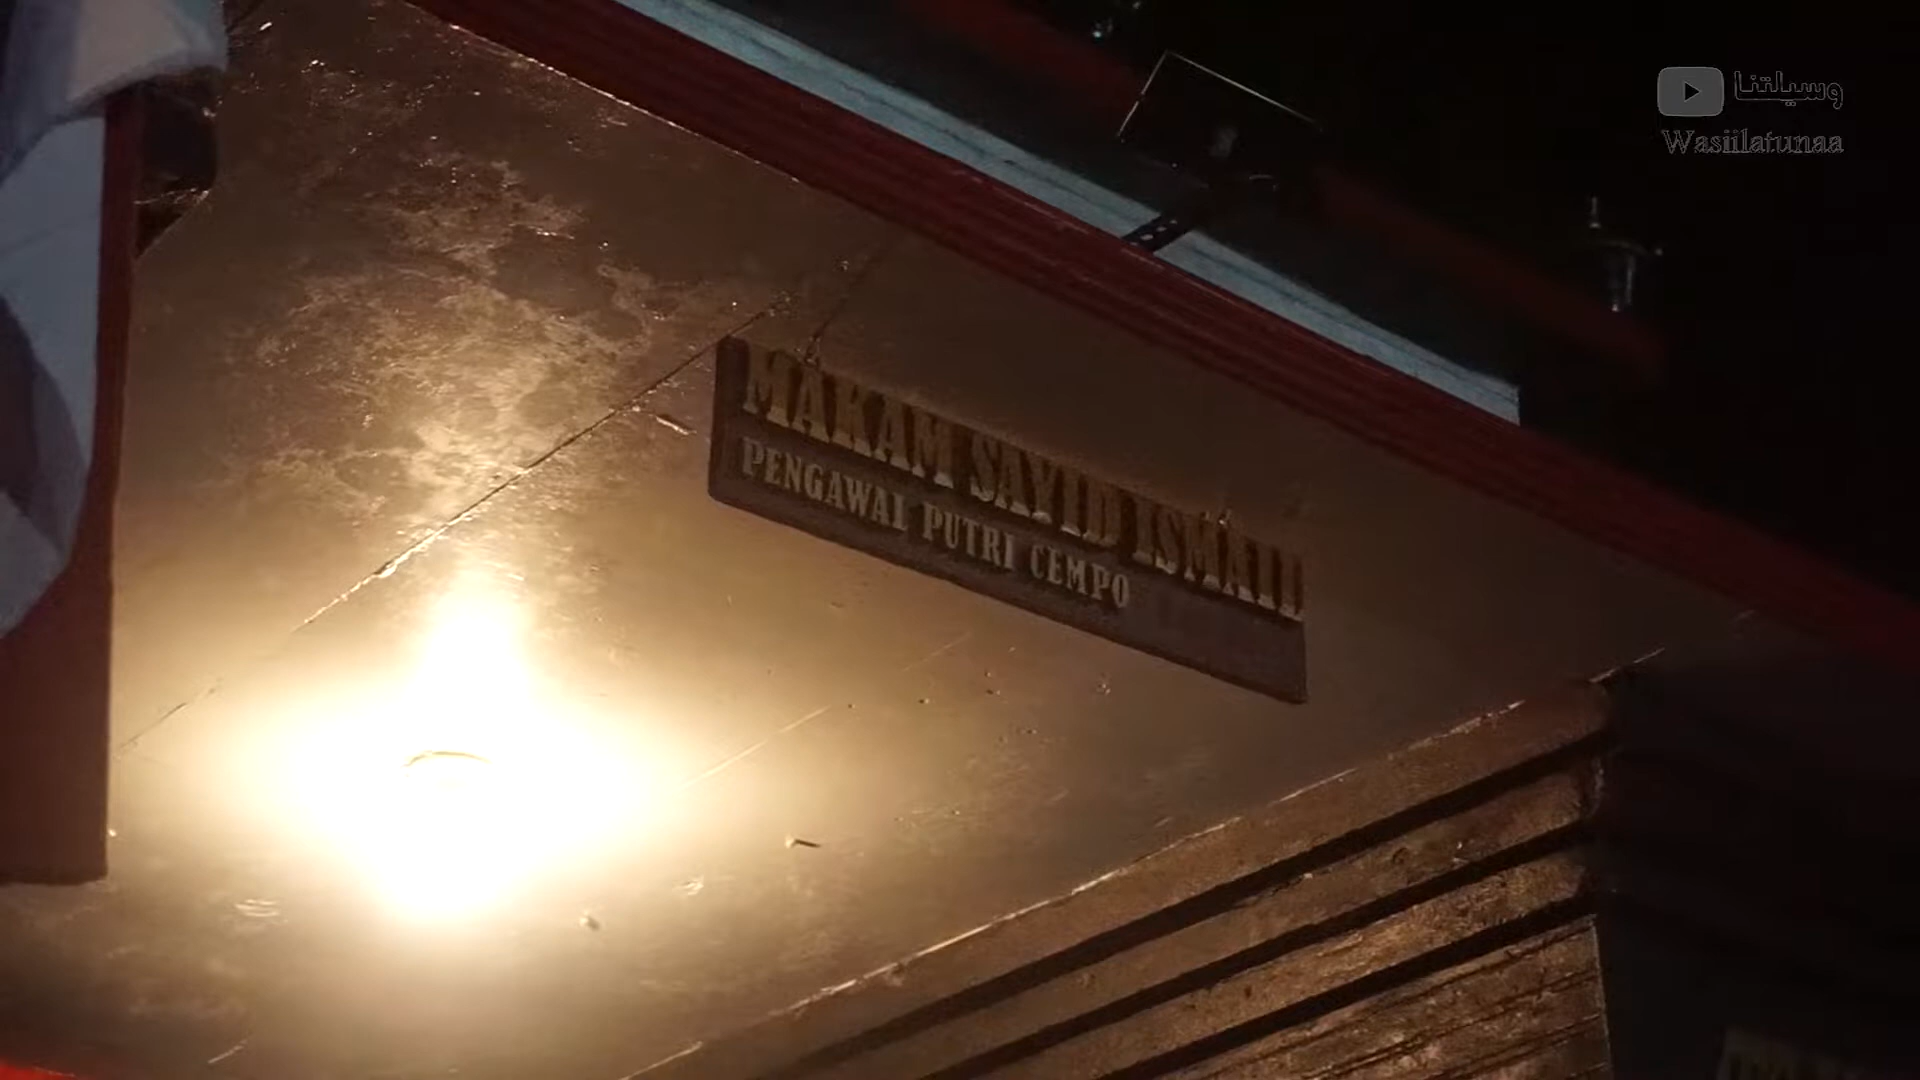 وسيلتنا
Wasiilatunaa
MAKAM SAYID ISMAIL
PENGAWAL PUTRI CEMPO